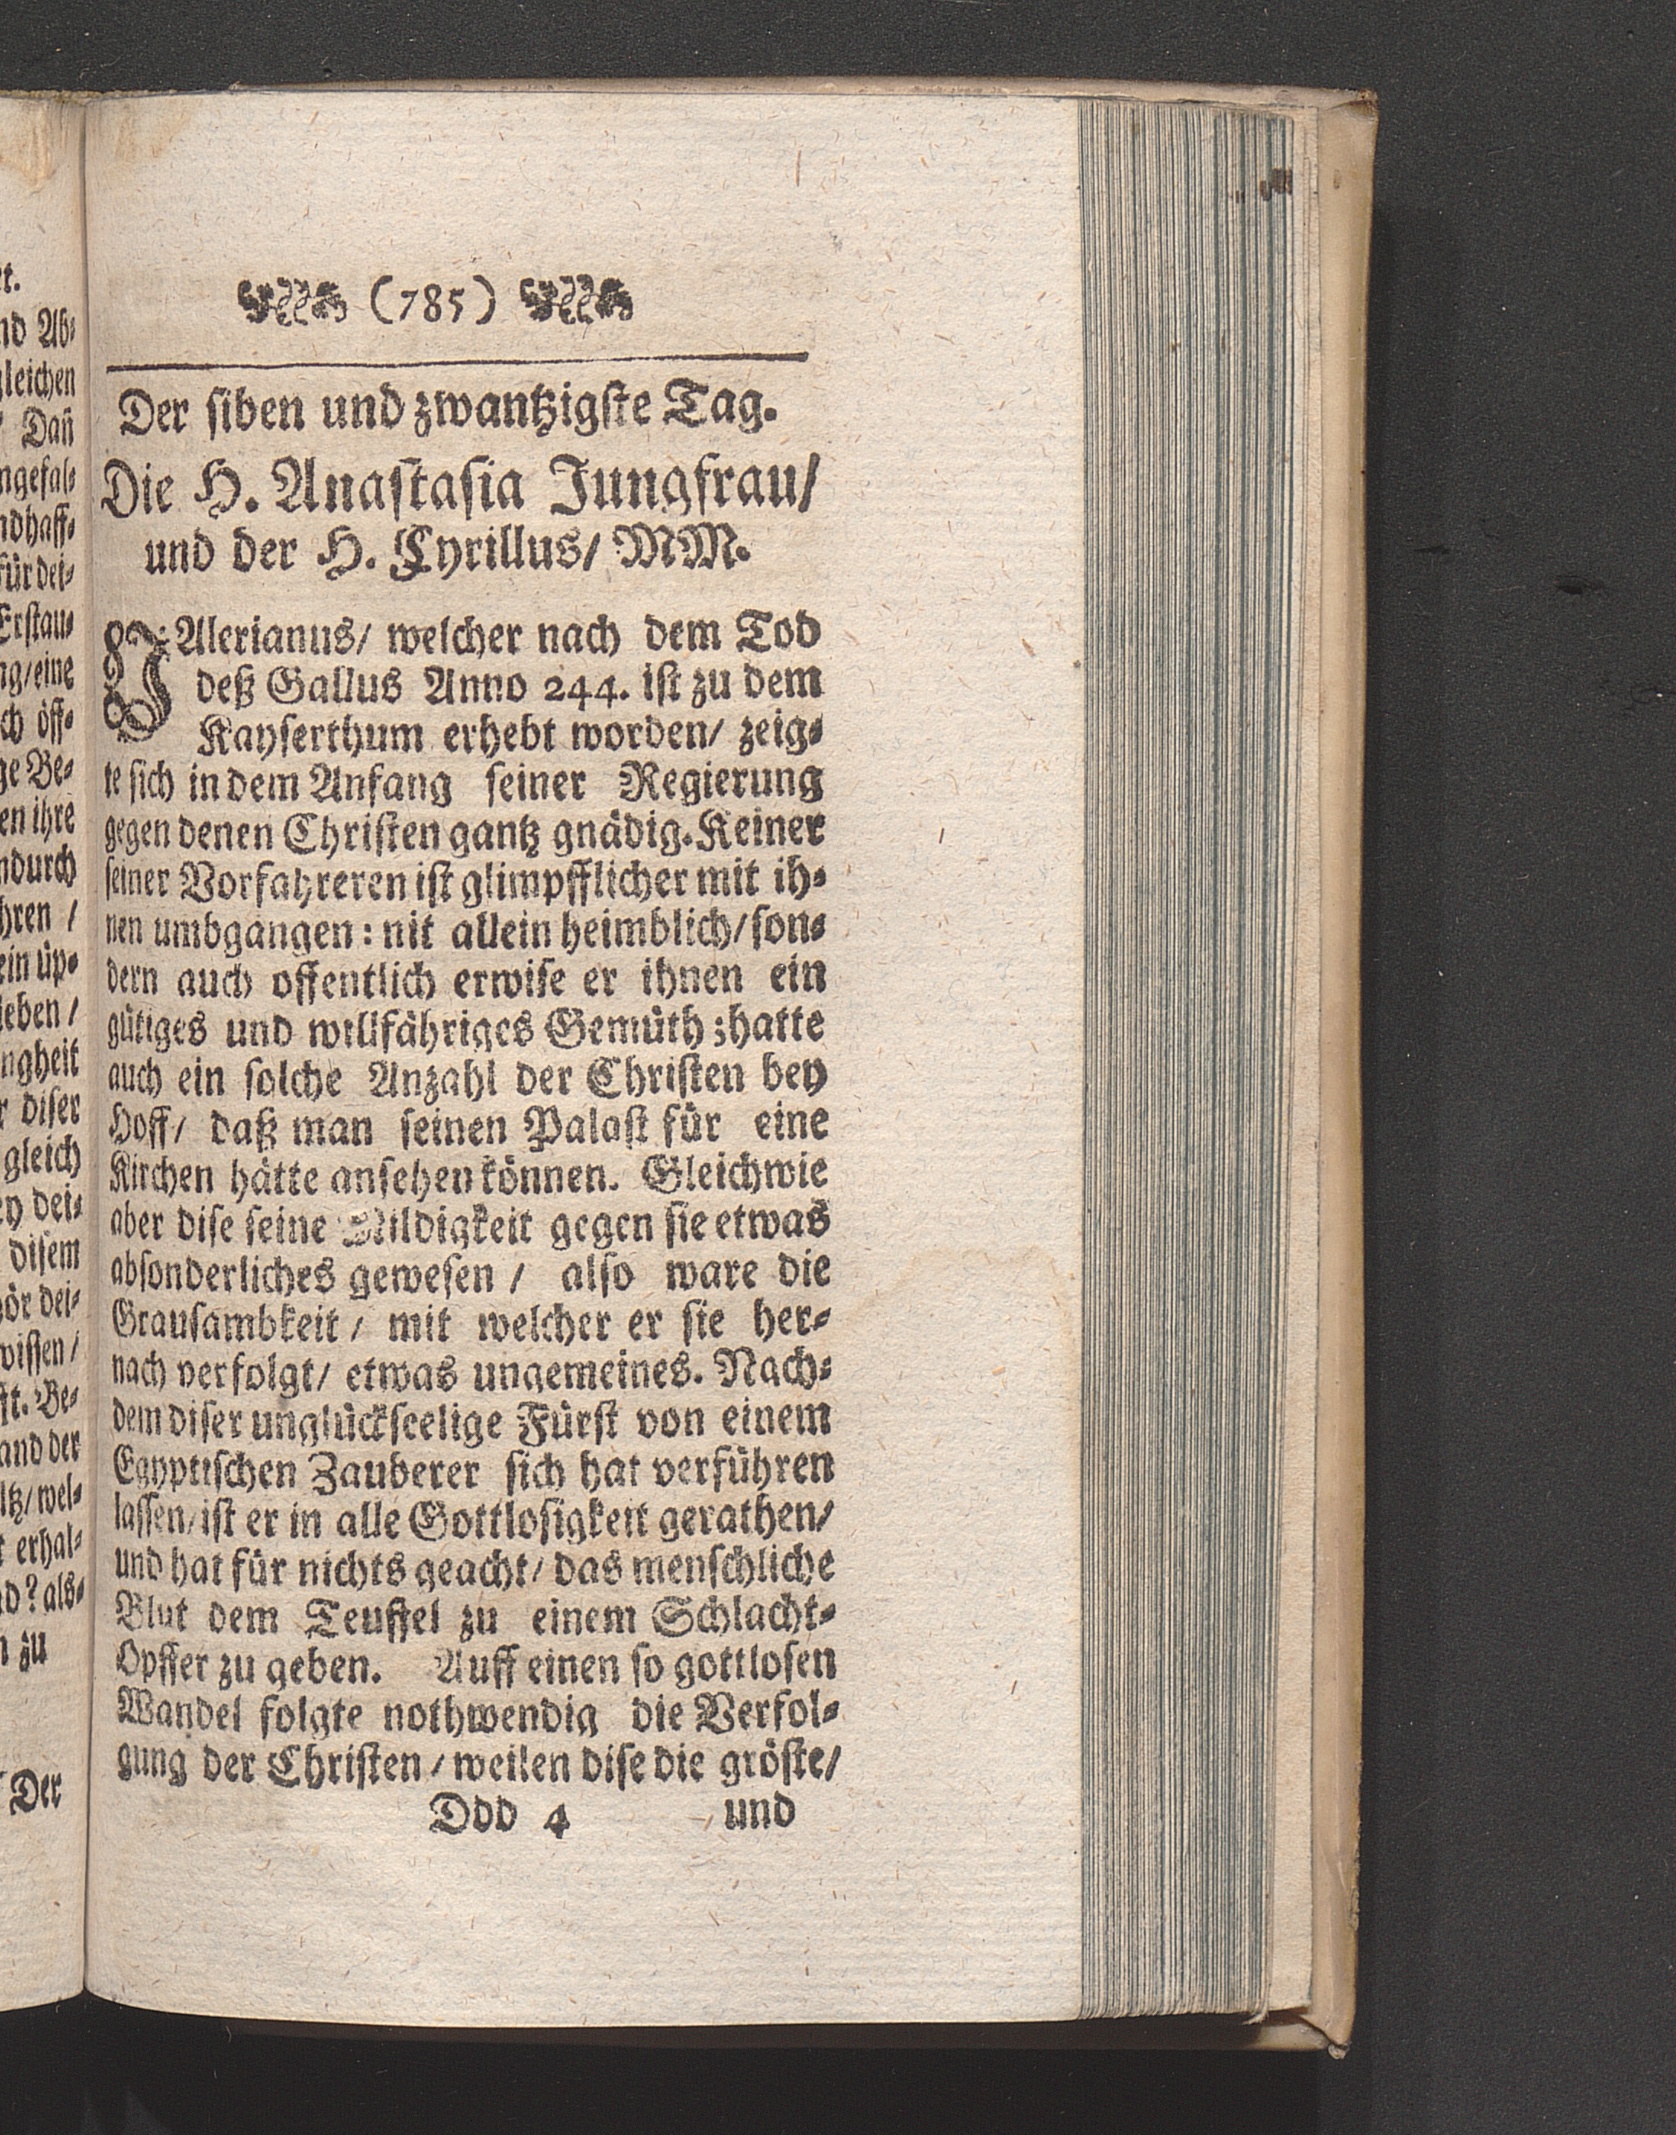 (785)
Der siben und zwantzigste Tag.
Die H. Anastasia Jungfrau/
und der H. Cyrillus/ MM.
VAlerianus/ welcher nach dem Tod
deß Gallus Anno 244. ist zu dem
Kayserthum erhebt worden/ zeig-
te sich in dem Anfang seiner Regierung
gegen denen Christen gantz gnädig. Keiner
seiner Vorfahreren ist glimpfflicher mit ih-
nen umbgangen: nit allein heimblich/ son-
dern auch offentlich erwise er ihnen ein
gütiges und willfähriges Gemüth; hatte
auch ein solche Anzahl der Christen bey
Hoff/ daß man seinen Palast für eine
Kirchen hätte ansehen können. Gleichwie
aber dise seine Mildigkeit gegen sie etwas
absonderliches gewesen / also ware die
Grausambkeit / mit welcher er sie her-
nach verfolgt/ etwas ungemeines. Nach-
dem diser unglückseelige Fürst von einem
Egyptischen Zauberer sich hat verführen
lassen/ ist er in alle Gottlosigkeit gerathen/
und hat für nichts geacht/ das menschliche
Blut dem Teuffel zu einem Schlacht-
Opffer zu geben. Auff einen so gottlosen
Wandel folgte nothwendig die Verfol-
gung der Christen / weilen dise die gröste/
Ddd 4 und